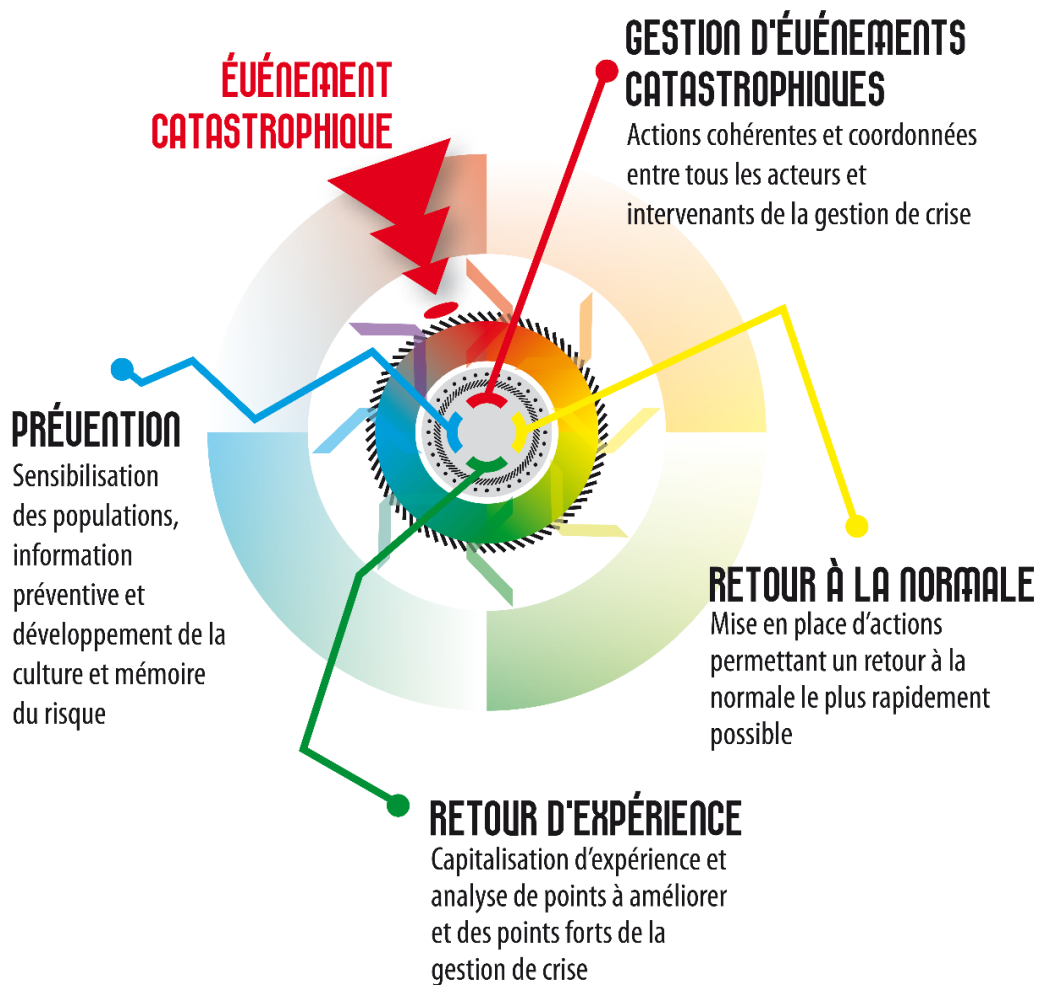 ÉVÉNEMENT
CATASTROPHIQUE
GESTION D'ÉVÉNEMENTS
CATASTROPHIQUES
Actions cohérentes et coordonnées
entre tous les acteurs et
intervenants de la gestion de crise
PRÉVENTION
Sensibilisation
des populations,
information
préventive et
développement de la
culture et mémoire
du risque
RETOUR À LA NORMALE
Mise en place d’actions
permettant un retour à la
normale le plus rapidement
possible
RETOUR D'EXPÉRIENCE
Capitalisation d’expérience et
analyse de points à améliorer
et des points forts de la
gestion de crise